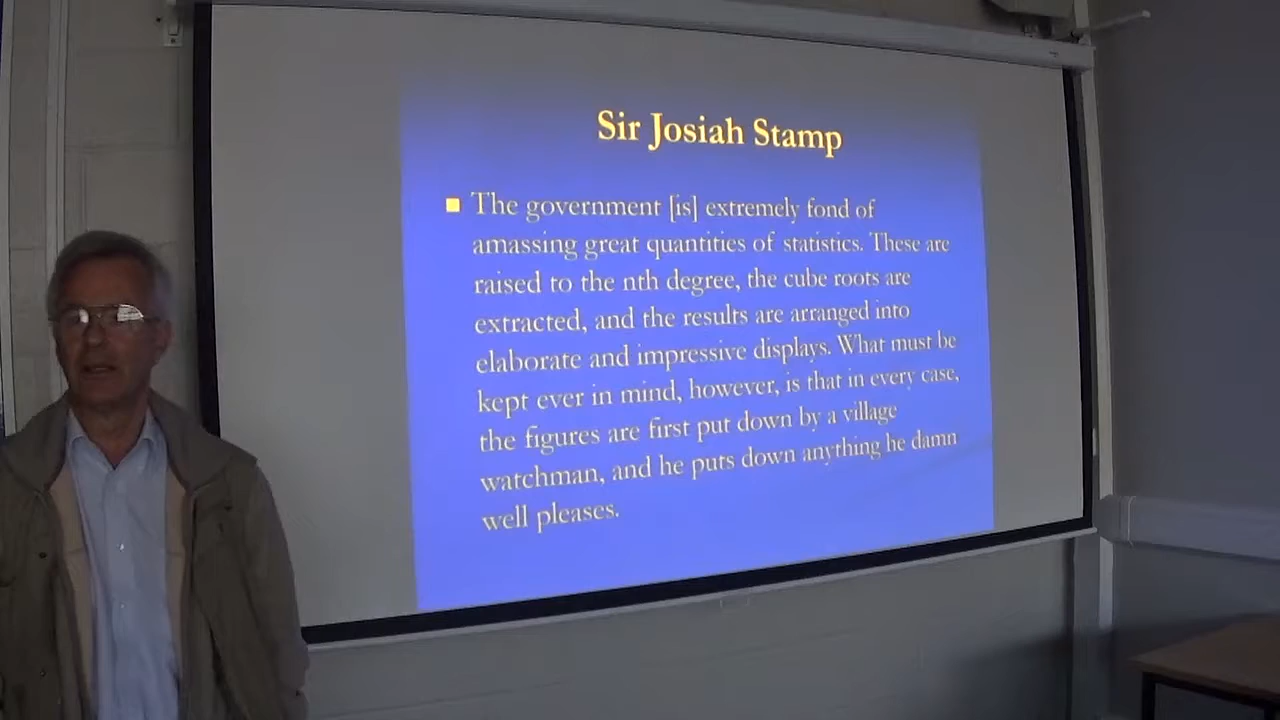 Sir Josiah Stamp
The government [is] extremely fond of
amassing great quantities of statistics. These are
raised to the nth degree, the cube roots are
extracted, and the results are arranged into
elaborate and impressive displays. What must be
kept ever in mind, however, is that in every case,
the figures are first put down by a village
watchman, and he puts down anything he damn
well pleases.